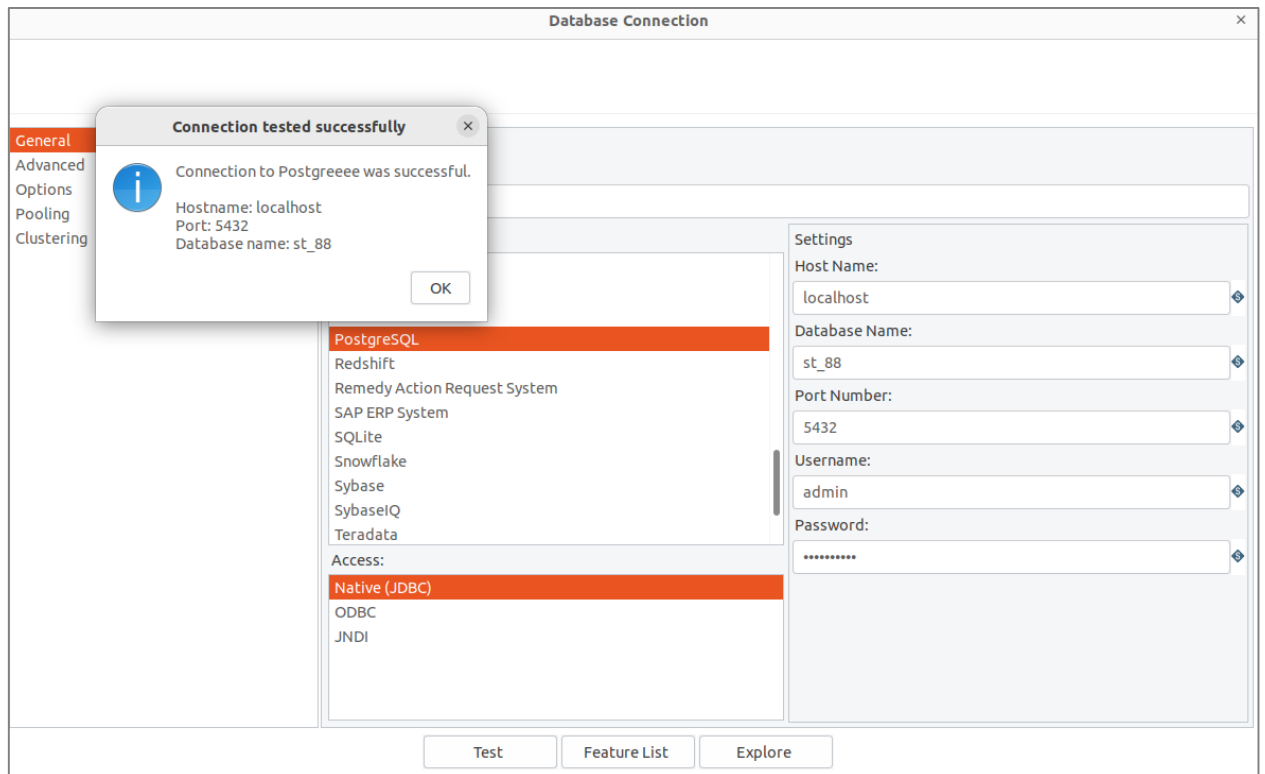 Database Connection
×
Connection tested successfully
×
Connection to Postgreeee was successful.
Hostname: localhost
Port: 5432
Database name: st_88
OK
General
Advanced
Options
Pooling
Clustering
PostgreSQL
Redshift
Remedy Action Request System
SAP ERP System
SQLite
Snowflake
Sybase
SybaseIQ
Teradata
Access:
Native (JDBC)
ODBC
JNDI
Settings
Host Name:
localhost
Database Name:
st_88
Port Number:
5432
Username:
admin
Password:
••••••••••
Test
Feature List
Explore